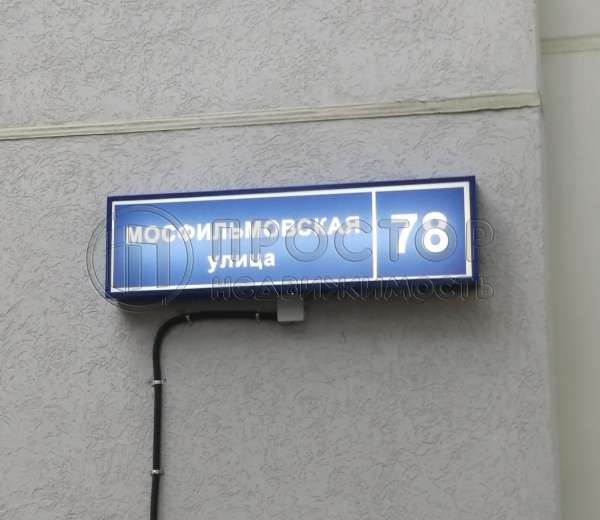 МОСФИЛЬМОВСКАЯ
улица
78
ПРОСТОР
НЕДВИЖИМОСТЬ